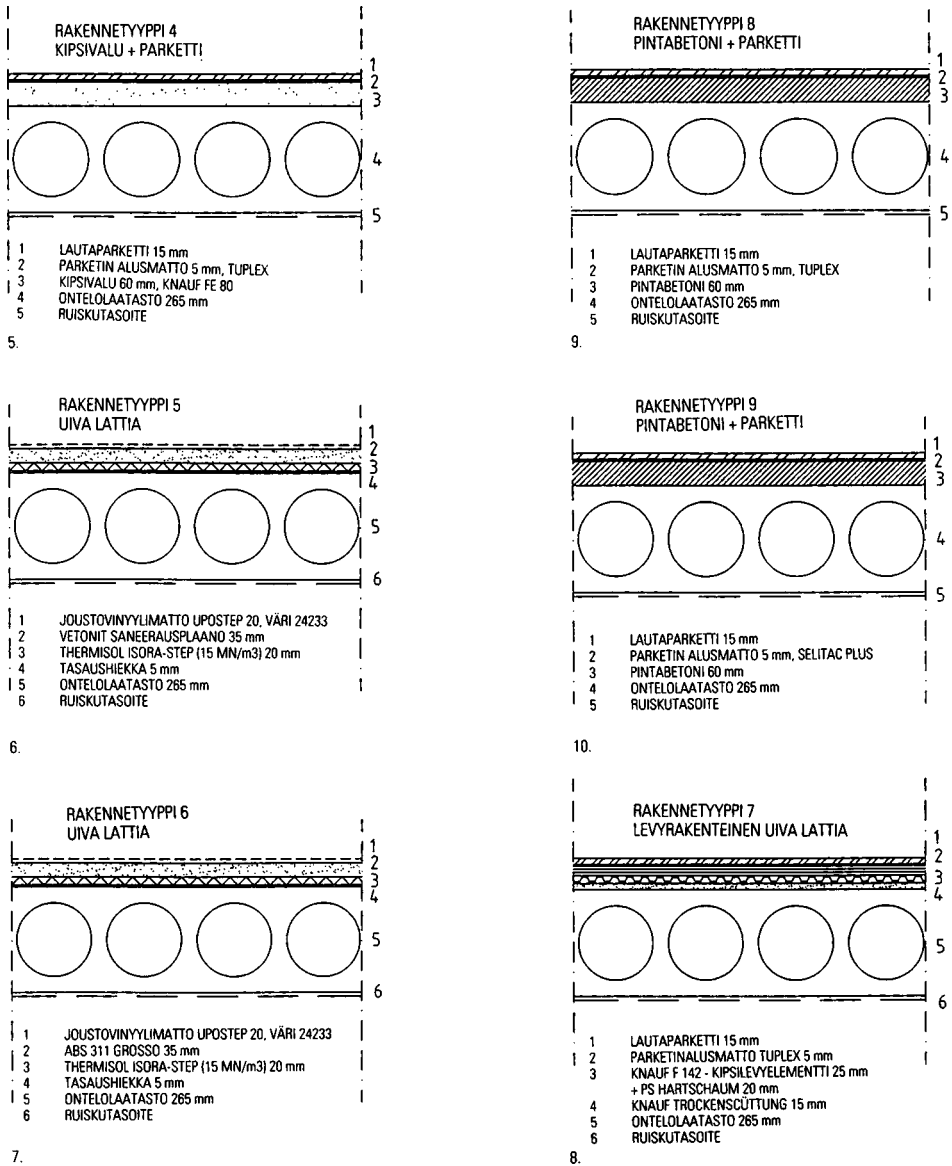 RAKENNETYYPPI 4
KIPSIVALU + PARKETTI
1
2
3
4
5
1 LAUTAPARKETTI 15 mm
2 PARKETIN ALUSMATTO 5 mm, TUPLEX
3 KIPSIVALU 60 mm, KNAUF FE 80
4 ONTELOLAATASTO 265 mm
5 RUISKUTASOITE
5.
RAKENNETYYPPI 5
UIVA LATTIA
1
2
3
4
5
6
1 JOUSTOVINYYLIMATTO UPOSTEP 20, VÄRI 24233
2 VETONIT SANEERAUSPLAANO 35 mm
3 THERMISOL ISORA-STEP (15 MN/m3) 20 mm
4 TASAUSHIEKKA 5 mm
5 ONTELOLAATASTO 265 mm
6 RUISKUTASOITE
6.
RAKENNETYYPPI 6
UIVA LATTIA
1
2
3
4
5
6
1 JOUSTOVINYYLIMATTO UPOSTEP 20, VÄRI 24233
2 ABS 311 GROSSO 35 mm
3 THERMISOL ISORA-STEP (15 MN/m3) 20 mm
4 TASAUSHIEKKA 5 mm
5 ONTELOLAATASTO 265 mm
6 RUISKUTASOITE
7.
RAKENNETYYPPI 8
PINTABETONI + PARKETTI
1
2
3
4
5
1 LAUTAPARKETTI 15 mm
2 PARKETIN ALUSMATTO 5 mm, TUPLEX
3 PINTABETONI 60 mm
4 ONTELOLAATASTO 265 mm
5 RUISKUTASOITE
9.
RAKENNETYYPPI 9
PINTABETONI + PARKETTI
1
2
3
4
5
1 LAUTAPARKETTI 15 mm
2 PARKETIN ALUSMATTO 5 mm, SELITAC PLUS
3 PINTABETONI 60 mm
4 ONTELOLAATASTO 265 mm
5 RUISKUTASOITE
10.
RAKENNETYYPPI 7
LEVYRAKENTEINEN UIVA LATTIA
1
2
3
4
5
6
1 LAUTAPARKETTI 15 mm
2 PARKETINALUSMATTO TUPLEX 5 mm
3 KNAUF F 142 - KIPSILEVYELEMENTTI 25 mm
+ PS HARTSCHAUM 20 mm
4 KNAUF TROCKENSCÜTTUNG 15 mm
5 ONTELOLAATASTO 265 mm
6 RUISKUTASOITE
8.